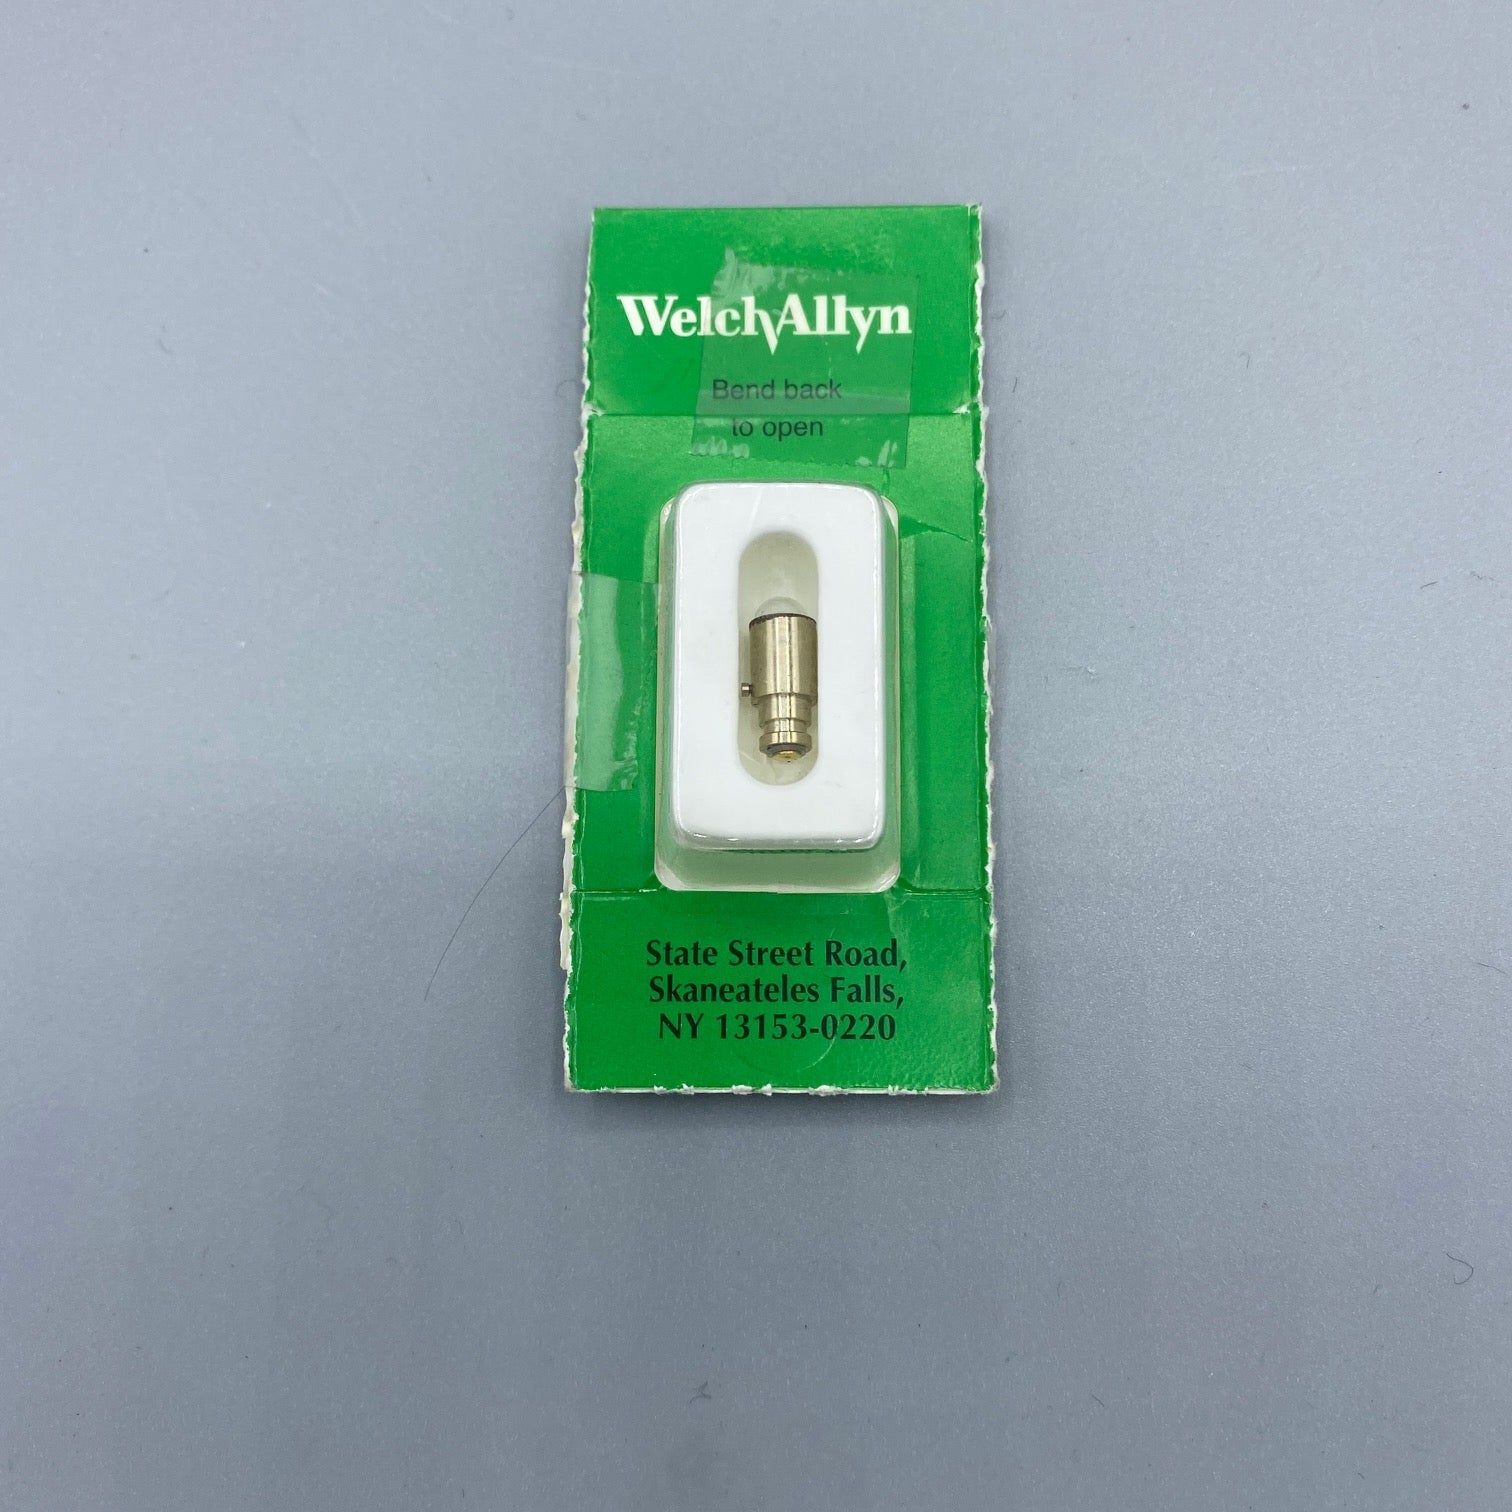 WelchAllyn
Bend back
to open
State Street Road,
Skaneateles Falls,
NY 13153-0220